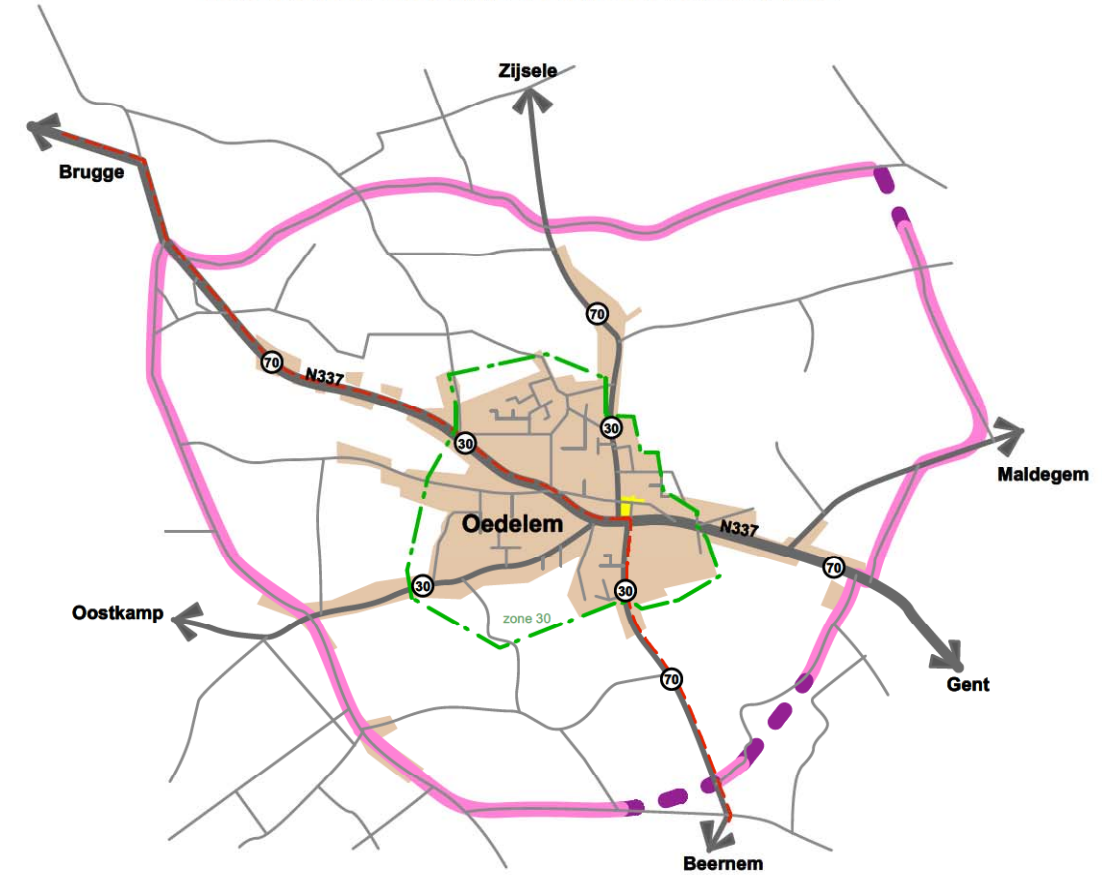 Zijsele
Brugge
70
70
N337
30
30
Maldegem
Oedelem
N337
70
30
30
Oostkamp
zone 30
70
Gent
Beernem